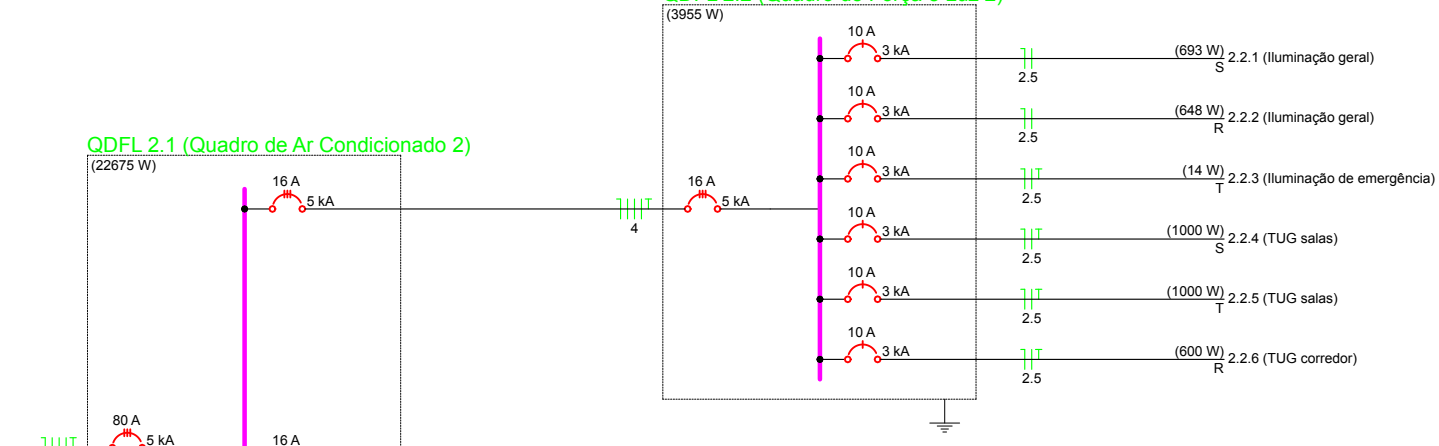 (3955 W)
10 A
3 kA
(693 W)
S
2.2.1 (Iluminação geral)
2.5
10 A
3 kA
(648 W)
R
2.2.2 (Iluminação geral)
2.5
QDFL 2.1 (Quadro de Ar Condicionado 2)
(22675 W)
10 A
3 kA
(14 W)
T
2.2.3 (Iluminação de emergência)
2.5
16 A
5 kA
4
16 A
5 kA
10 A
3 kA
(1000 W)
S
2.2.4 (TUG salas)
2.5
10 A
3 kA
(1000 W)
T
2.2.5 (TUG salas)
2.5
10 A
3 kA
(600 W)
R
2.2.6 (TUG corredor)
2.5
80 A
5 kA
16 A